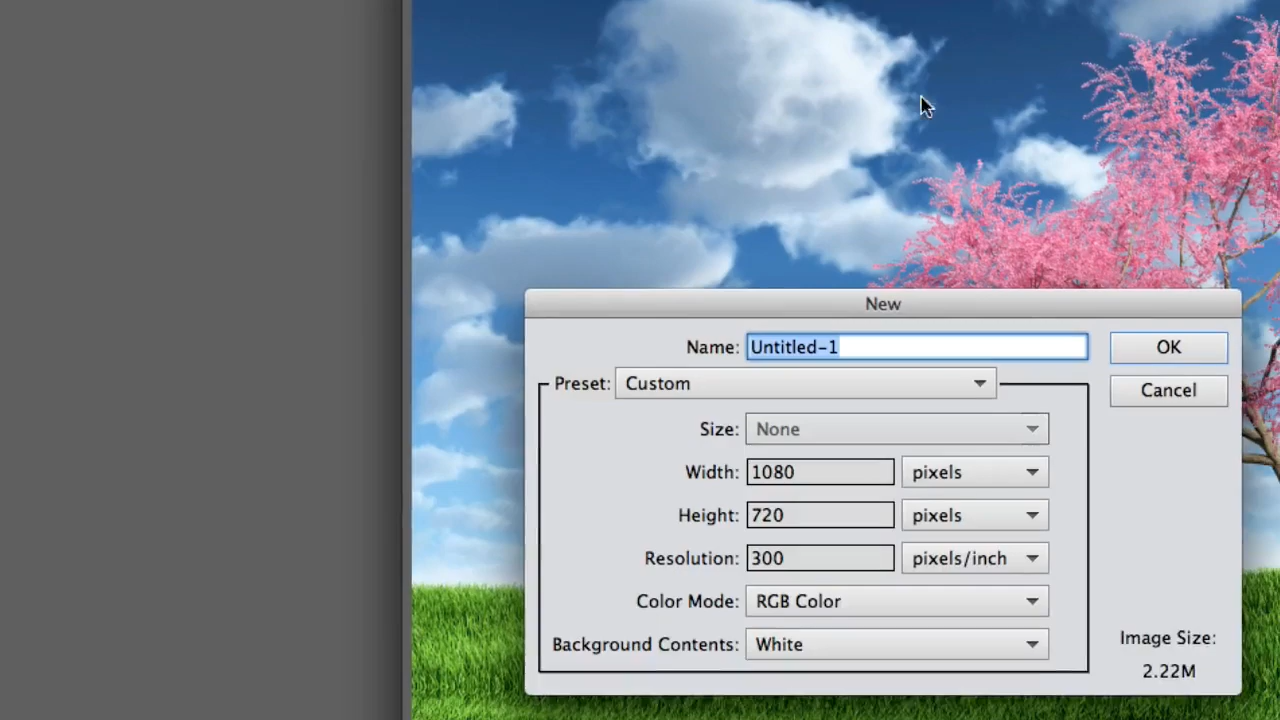 New
Name: Untitled-1 OK
Preset: Custom Cancel
Size: None
Width: 1080 pixels
Height: 720 pixels
Resolution: 300 pixels/inch
Color Mode: RGB Color
Background Contents: White
Image Size:
2.22M